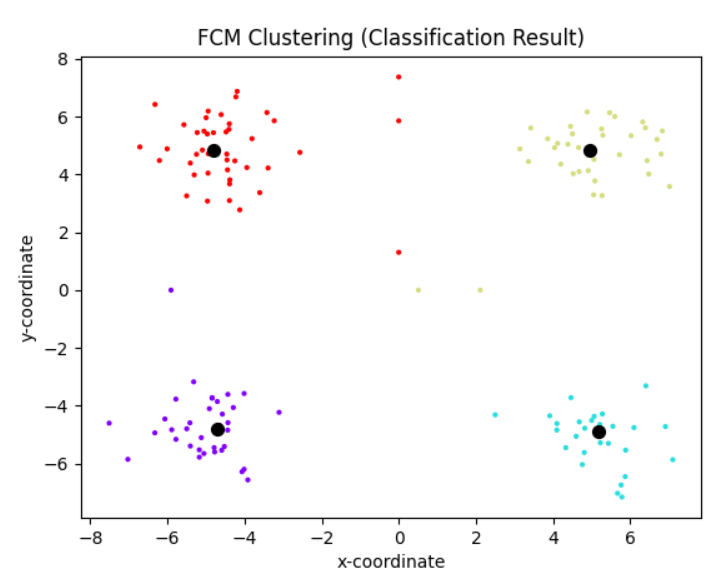 FCM Clustering (Classification Result)
8
6
4
2
0
−2
−4
−6
y-coordinate
−8 −6 −4 −2 0 2 4 6
x-coordinate